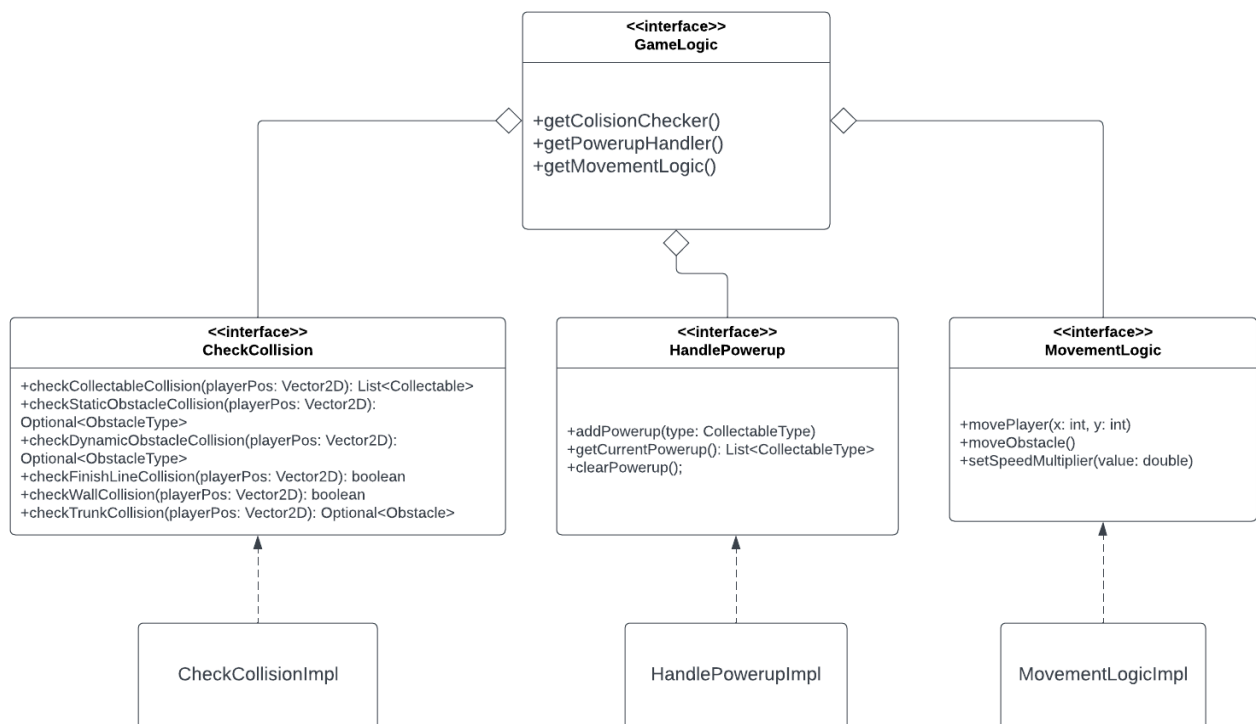 <<interface>>
GameLogic
+getColisionChecker()
+getPowerupHandler()
+getMovementLogic()
<<interface>>
CheckCollision
+checkCollectableCollision(playerPos: Vector2D): List<Collectable>
+checkStaticObstacleCollision(playerPos: Vector2D):
Optional<ObstacleType>
+checkDynamicObstacleCollision(playerPos: Vector2D):
Optional<ObstacleType>
+checkFinishLineCollision(playerPos: Vector2D): boolean
+checkWallCollision(playerPos: Vector2D): boolean
+checkTrunkCollision(playerPos: Vector2D): Optional<Obstacle>
<<interface>>
HandlePowerup
+addPowerup(type: CollectableType)
+getCurrentPowerup(): List<CollectableType>
+clearPowerup();
<<interface>>
MovementLogic
+movePlayer(x: int, y: int)
+moveObstacle()
+setSpeedMultiplier(value: double)
CheckCollisionImpl
HandlePowerupImpl
MovementLogicImpl